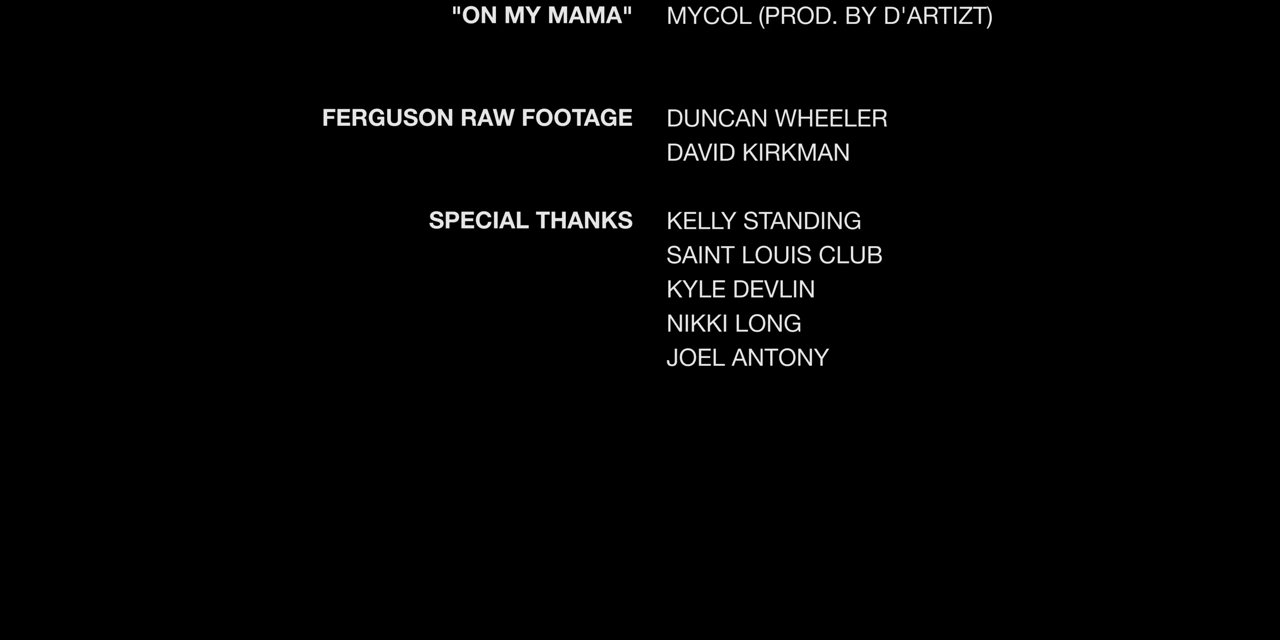 "ON MY MAMA" MYCOL (PROD. BY D'ARTIZT)
FERGUSON RAW FOOTAGE DUNCAN WHEELER
DAVID KIRKMAN
SPECIAL THANKS KELLY STANDING
SAINT LOUIS CLUB
KYLE DEVLIN
NIKKI LONG
JOEL ANTONY